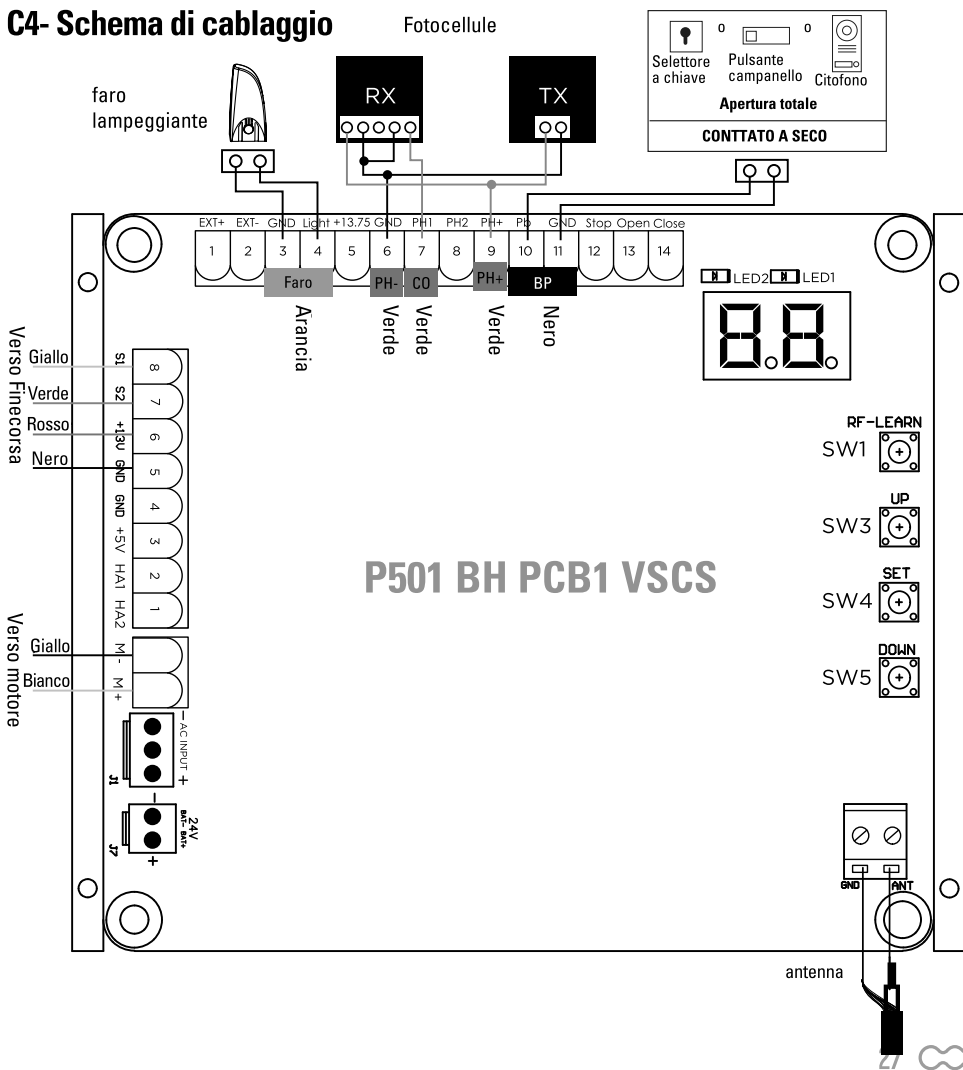 C4- Schema di cablaggio
Fotocellule
faro
lampeggiante
RX
TX
o
o
Selettore
a chiave
Pulsante
campanello
Citofono
Apertura totale
CONTTATO A SECO
EXT+ EXT- GND Light +13.75 GND PH1 PH2 PH+ Pb GND Stop Open Close
1 2 3 4 5 6 7 8 9 10 11 12 13 14
Faro PH- CO PH+ BP
Arancia Verde Verde Verde Nero
LED2 LED1
8.8.
Verso Finecorsa
Giallo S1 8
Verde S2 7
Rosso +13V 6
Nero GND 5
GND 4
+5V 3
HA1 2
HA2 1
Verso motore
Giallo M -
Bianco M +
- AC INPUT +
J1
-
24V
BAT- BAT+
J7
+
P501 BH PCB1 VSCS
RF-LEARN
SW1
UP
SW3
SET
SW4
DOWN
SW5
GND ANT
antenna
27